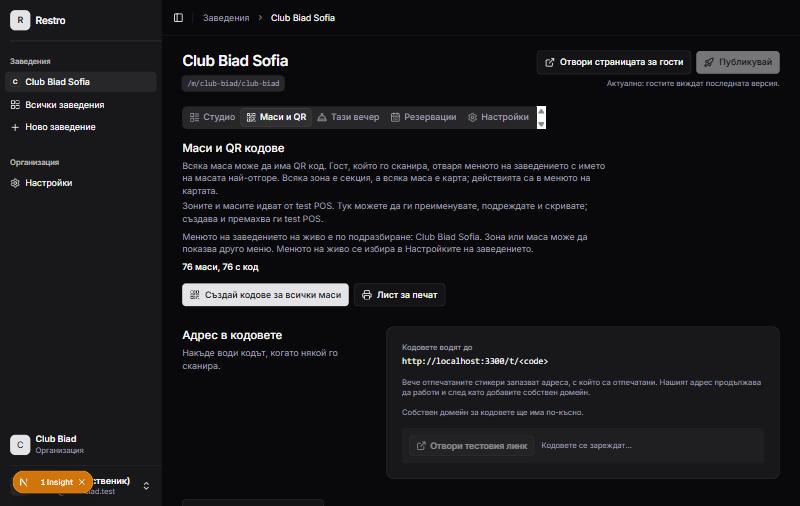 R Restro
Заведения
C Club Biad Sofia
Всички заведения
Ново заведение
Организация
Настройки
C Club Biad
Организация
1 Insight
ственик)
iad.test
Заведения > Club Biad Sofia
Club Biad Sofia
/m/club-biad/club-biad
Отвори страницата за гости
Публикувай
Актуално: гостите виждат последната версия.
Студио Маси и QR Тази вечер Резервации Настройки
Маси и QR кодове
Всяка маса може да има QR код. Гост, който го сканира, отваря менюто на заведението с името
на масата най-отгоре. Всяка зона е секция, а всяка маса е карта; действията са в менюто на
картата.
Зоните и масите идват от test POS. Тук можете да ги преименувате, подреждате и скривате;
създава и премахва ги test POS.
Менюто на заведението на живо е по подразбиране: Club Biad Sofia. Зона или маса може да
показва друго меню. Менюто на живо се избира в Настройките на заведението.
76 маси, 76 с код
Създай кодове за всички маси
Лист за печат
Адрес в кодовете
Накъде води кодът, когато някой го
сканира.
Кодовете водят до
http://localhost:3300/t/<code>
Вече отпечатаните стикери запазват адреса, с който са отпечатани. Нашият адрес продължава
да работи и след като добавите собствен домейн.
Собствен домейн за кодовете ще има по-късно.
Отвори тестовия линк
Кодовете се зареждат...